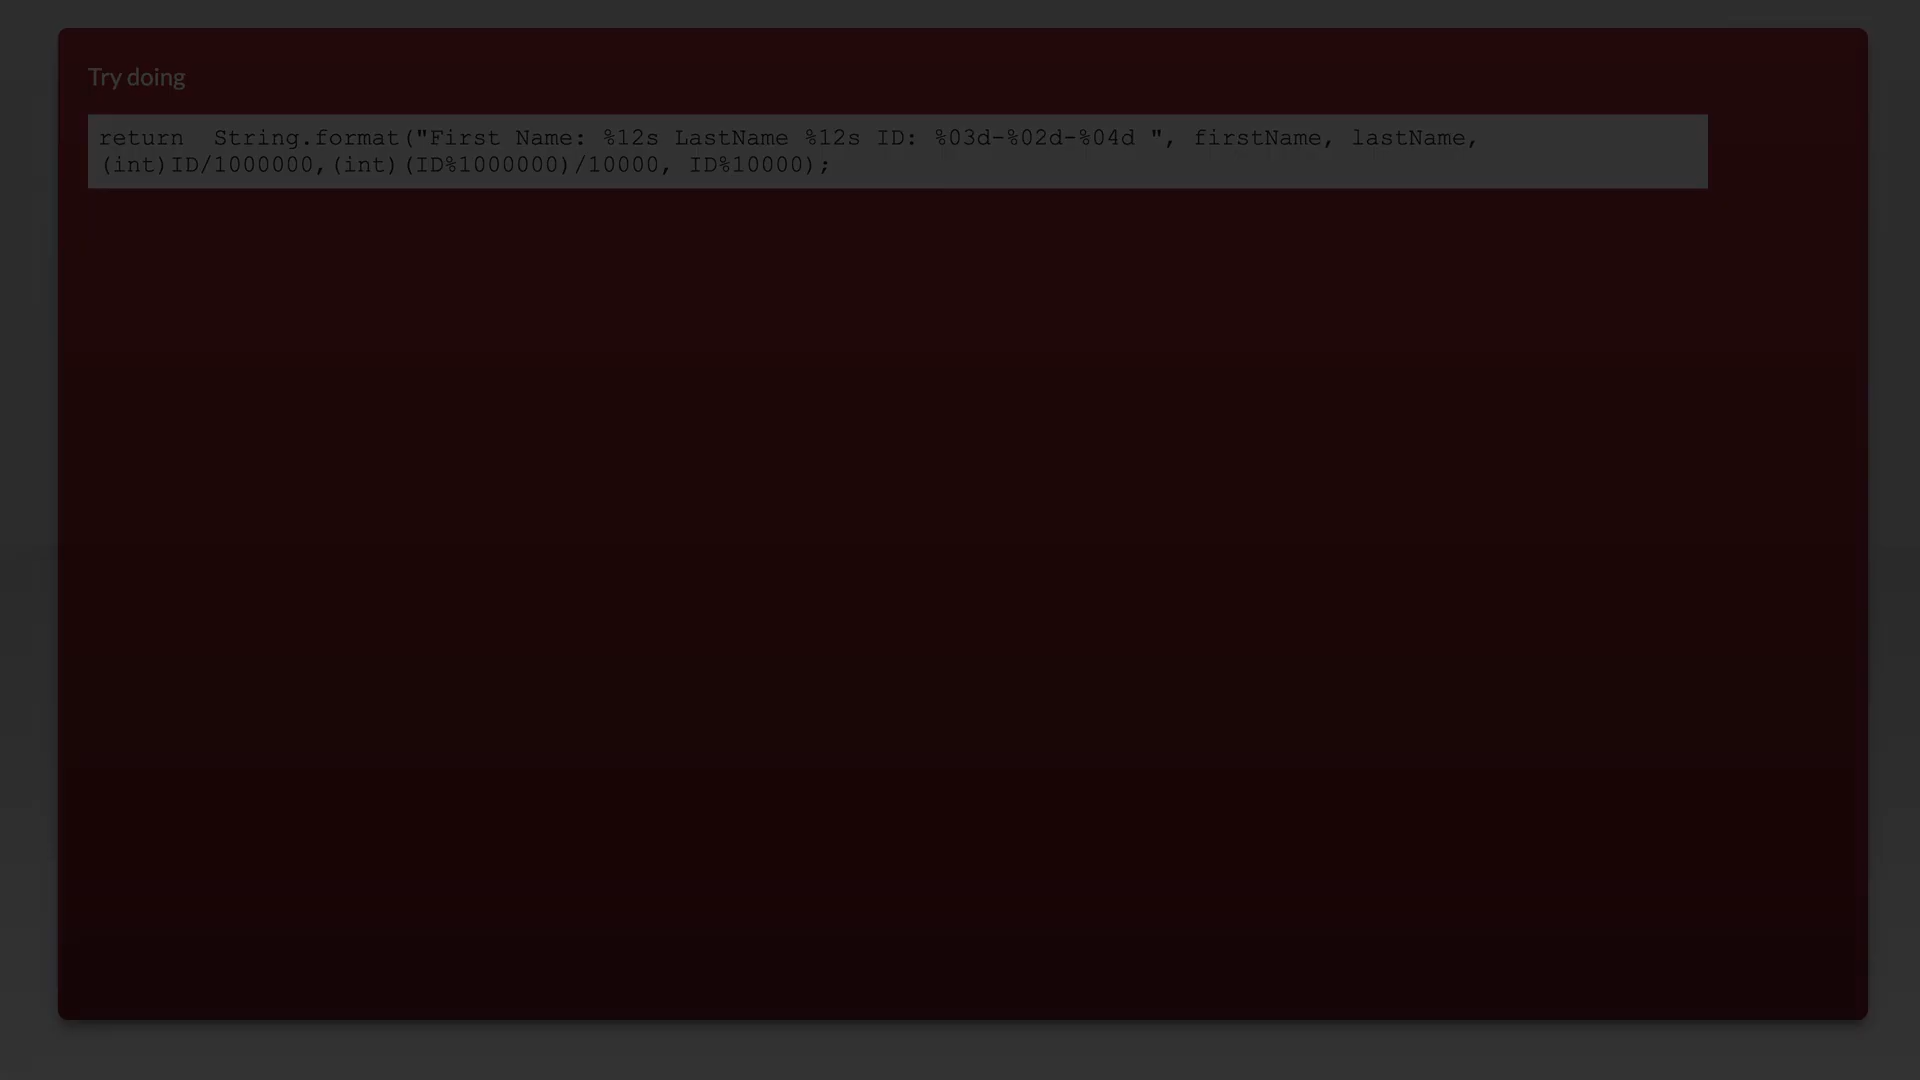 Try doing
return  String.format("First Name: %12s LastName %12s ID: %03d-%02d-%04d ", firstName, lastName,
(int)ID/1000000,(int)(ID%1000000)/10000, ID%10000);